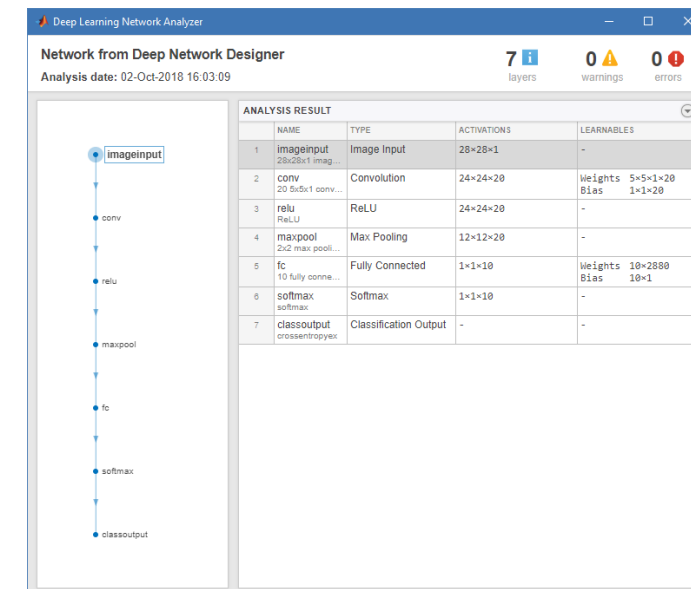 Deep Learning Network Analyzer
Network from Deep Network Designer
Analysis date: 02-Oct-2018 16:03:09
7
layers
0
warnings
0
errors
imageinput
conv
relu
maxpool
fc
softmax
classoutput
ANALYSIS RESULT
NAME TYPE ACTIVATIONS LEARNABLES
1 imageinput Image Input 28×28×1 -
28x28x1 imag...
2 conv Convolution 24×24×20 Weights 5×5×1×20
20 5x5x1 conv... Bias 1×1×20
3 relu ReLU 24×24×20 -
ReLU
4 maxpool Max Pooling 12×12×20 -
2x2 max pooli...
5 fc Fully Connected 1×1×10 Weights 10×2880
10 fully conne... Bias 10×1
6 softmax Softmax 1×1×10 -
softmax
7 classoutput Classification Output - -
crossentropyex